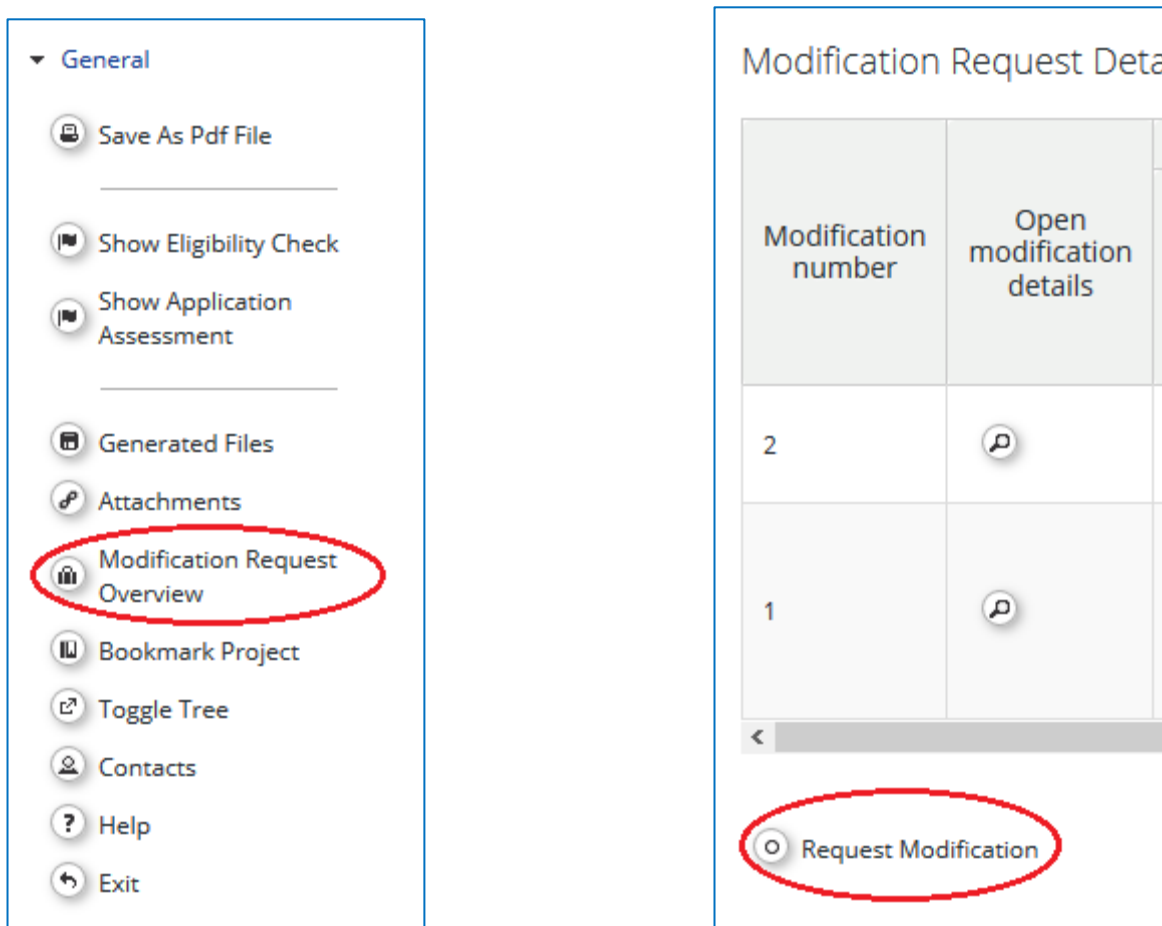 General
Save As Pdf File
Show Eligibility Check
Show Application
Assessment
Generated Files
Attachments
Modification Request
Overview
Bookmark Project
Toggle Tree
Contacts
? Help
Exit
Modification Request Deta
Modification
number
Open
modification
details
2
1
Request Modification